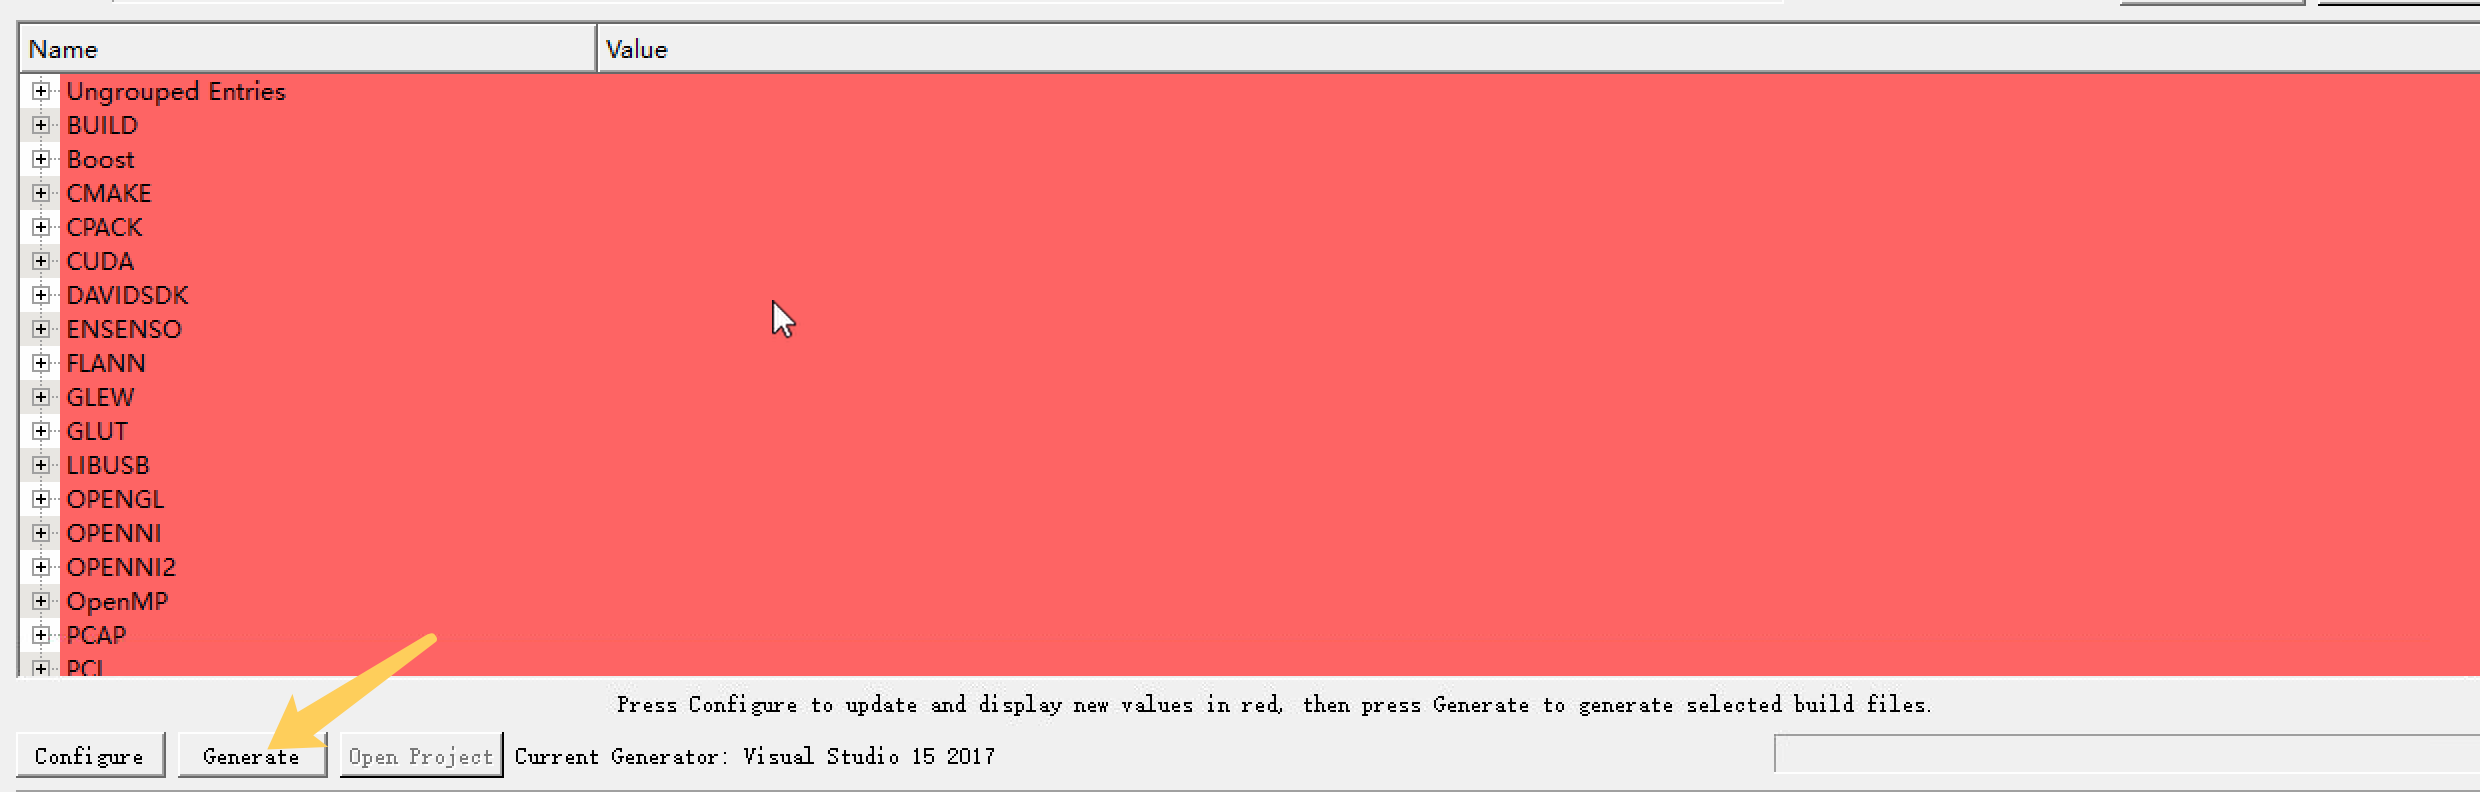 Name Value
Ungrouped Entries
BUILD
Boost
CMAKE
CPACK
CUDA
DAVIDSDK
ENSENSO
FLANN
GLEW
GLUT
LIBUSB
OPENGL
OPENNI
OPENNI2
OpenMP
PCAP
PCL
Press Configure to update and display new values in red, then press Generate to generate selected build files.
Configure Generate Open Project Current Generator: Visual Studio 15 2017